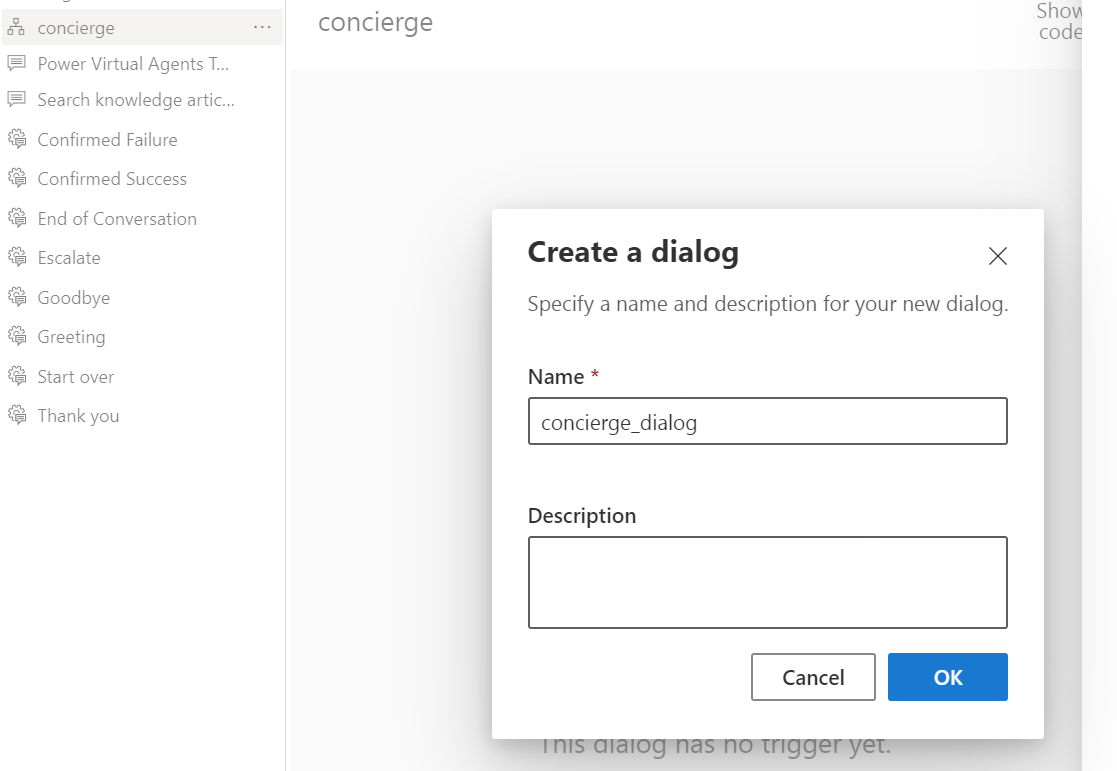 concierge
...
Power Virtual Agents T...
Search knowledge artic...
Confirmed Failure
Confirmed Success
End of Conversation
Escalate
Goodbye
Greeting
Start over
Thank you
concierge
Show
code
Create a dialog
Specify a name and description for your new dialog.
Name *
concierge_dialog
Description
Cancel
OK
This dialog has no trigger yet.